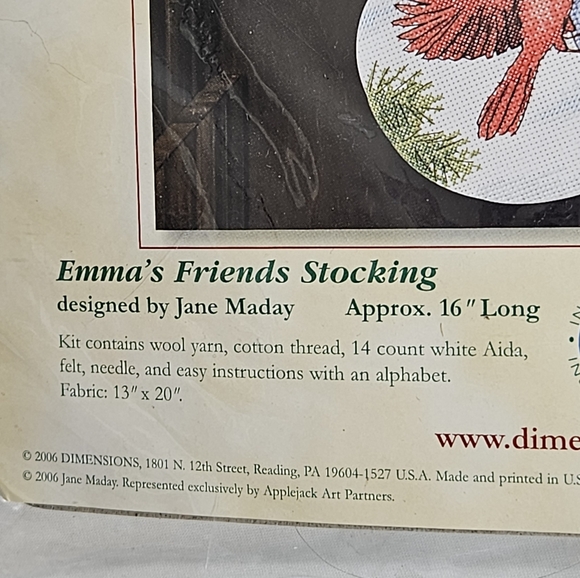 Emma's Friends Stocking
designed by Jane Maday Approx. 16" Long
Kit contains wool yarn, cotton thread, 14 count white Aida,
felt, needle, and easy instructions with an alphabet.
Fabric: 13" x 20".
www.dime
© 2006 DIMENSIONS, 1801 N. 12th Street, Reading, PA 19604-1527 U.S.A. Made and printed in U.S
© 2006 Jane Maday. Represented exclusively by Applejack Art Partners.